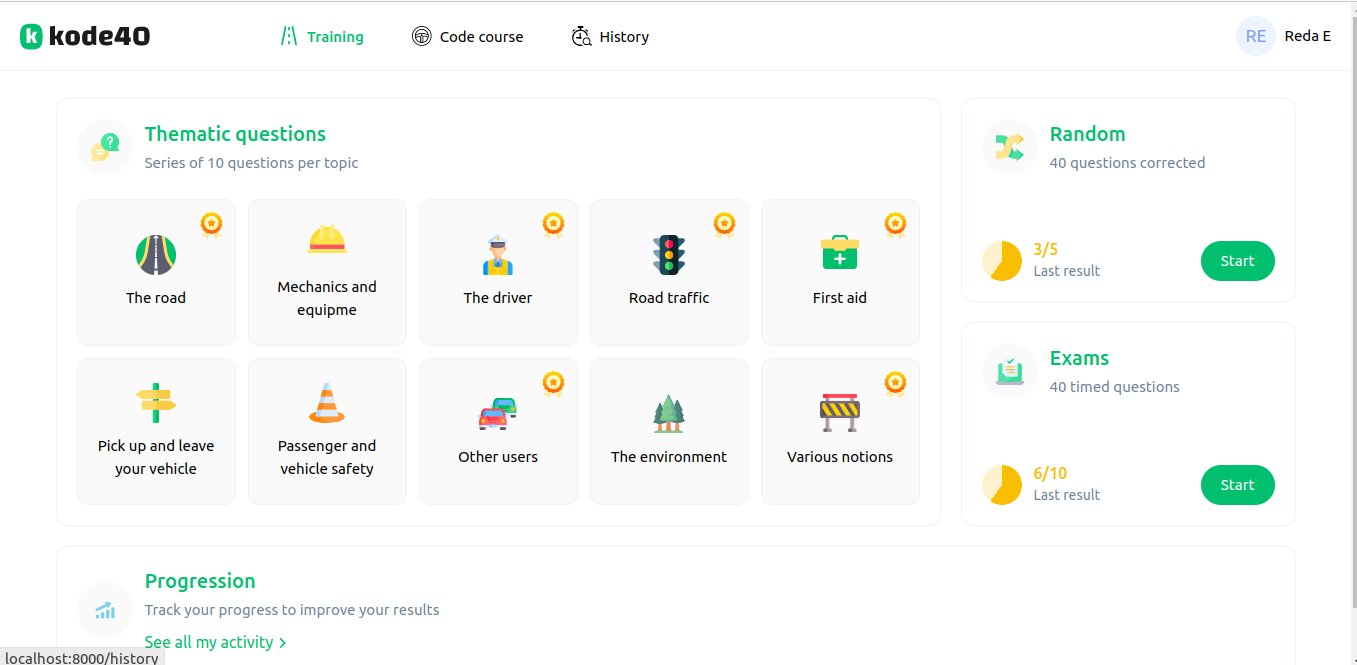 kode40
Training
Code course
History
RE
Reda E
Thematic questions
Series of 10 questions per topic
The road
Mechanics and
equipme
The driver
Road traffic
First aid
Pick up and leave
your vehicle
Passenger and
vehicle safety
Other users
The environment
Various notions
Random
40 questions corrected
3/5
Last result
Start
Exams
40 timed questions
6/10
Last result
Start
Progression
Track your progress to improve your results
See all my activity
localhost:8000/history